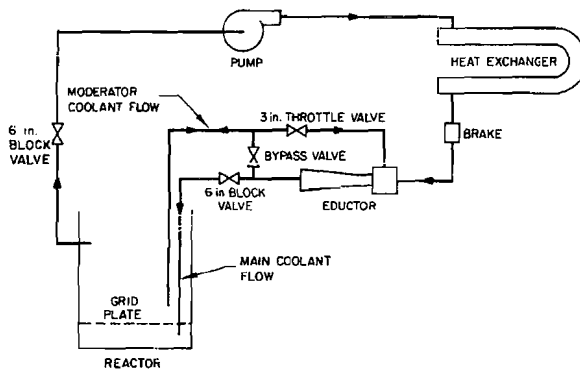 PUMP
HEAT EXCHANGER
MODERATOR
COOLANT FLOW
3 in. THROTTLE VALVE
6 in.
BLOCK
VALVE
BRAKE
BYPASS VALVE
6 in BLOCK
VALVE
EDUCTOR
MAIN COOLANT
FLOW
GRID
PLATE
REACTOR